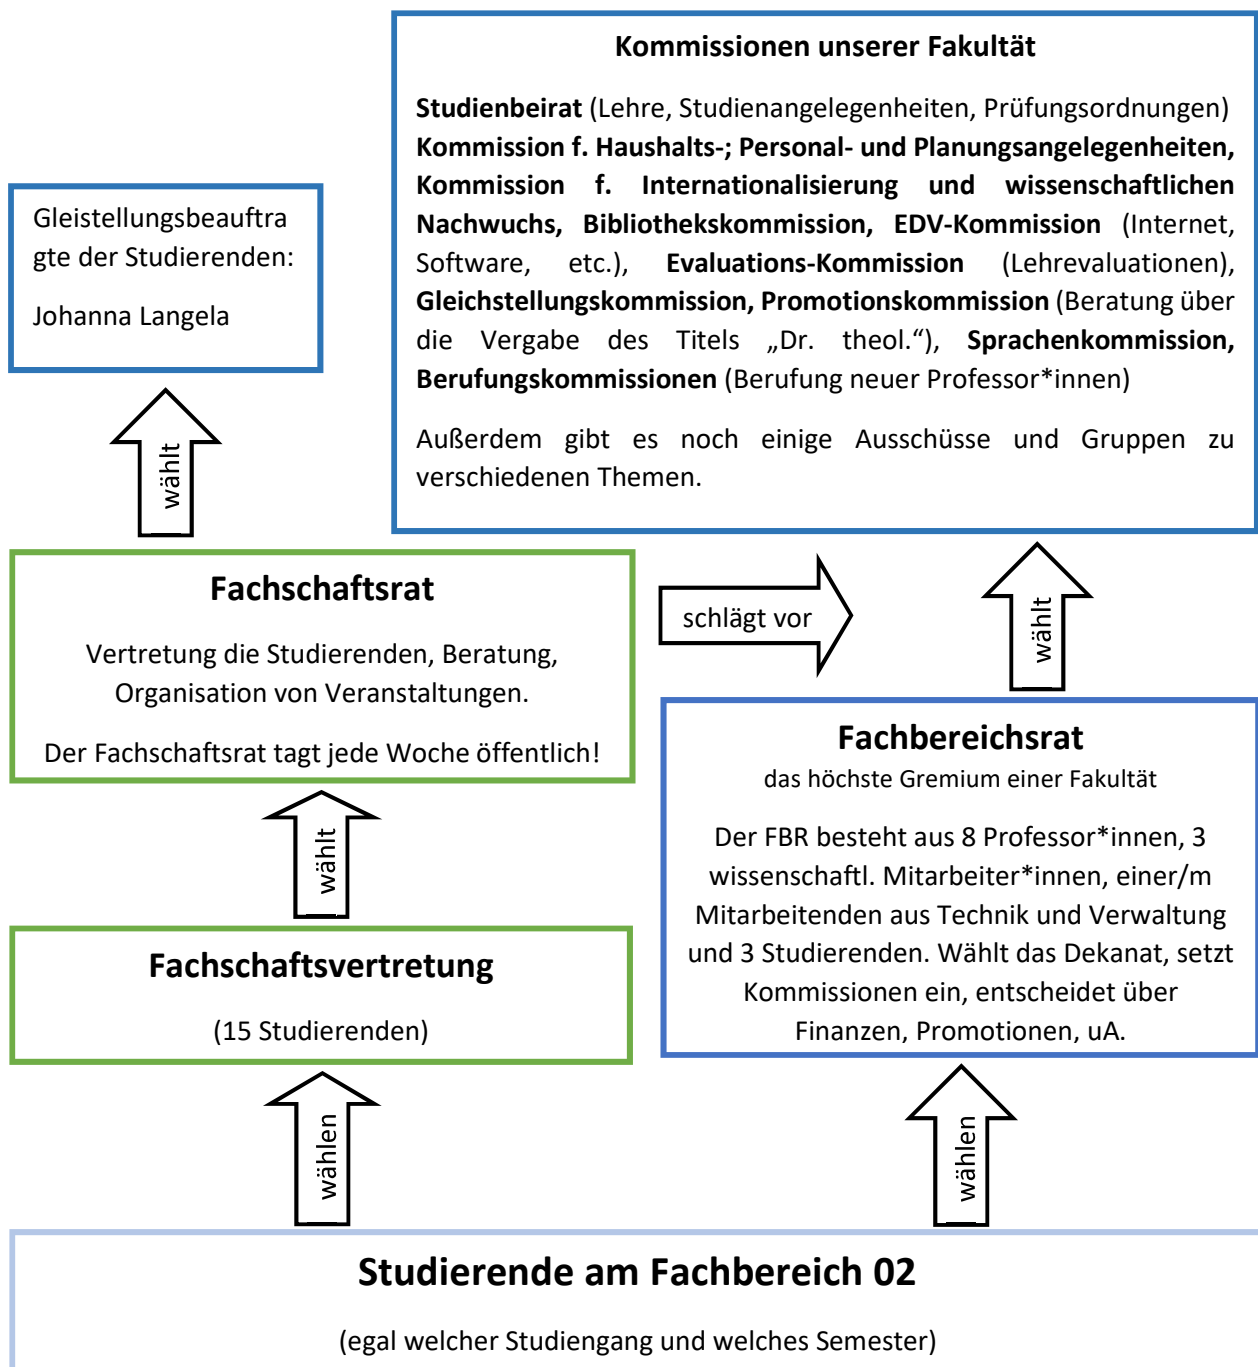 Kommissionen unserer Fakultät
Studienbeirat (Lehre, Studienangelegenheiten, Prüfungsordnungen)
Kommission f. Haushalts-; Personal- und Planungsangelegenheiten,
Kommission f. Internationalisierung und wissenschaftlichen
Nachwuchs, Bibliothekskommission, EDV-Kommission (Internet,
Software, etc.), Evaluations-Kommission (Lehrevaluationen),
Gleichstellungskommission, Promotionskommission (Beratung über
die Vergabe des Titels „Dr. theol.“), Sprachenkommission,
Berufungskommissionen (Berufung neuer Professor*innen)
Außerdem gibt es noch einige Ausschüsse und Gruppen zu
verschiedenen Themen.
Gleistellungsbeauftra
gte der Studierenden:
Johanna Langela
wählt
Fachschaftsrat
Vertretung die Studierenden, Beratung,
Organisation von Veranstaltungen.
Der Fachschaftsrat tagt jede Woche öffentlich!
schlägt vor
wählt
Fachbereichsrat
das höchste Gremium einer Fakultät
Der FBR besteht aus 8 Professor*innen, 3
wissenschaftl. Mitarbeiter*innen, einer/m
Mitarbeitenden aus Technik und Verwaltung
und 3 Studierenden. Wählt das Dekanat, setzt
Kommissionen ein, entscheidet über
Finanzen, Promotionen, uA.
wählt
Fachschaftsvertretung
(15 Studierenden)
wählen
wählen
Studierende am Fachbereich 02
(egal welcher Studiengang und welches Semester)